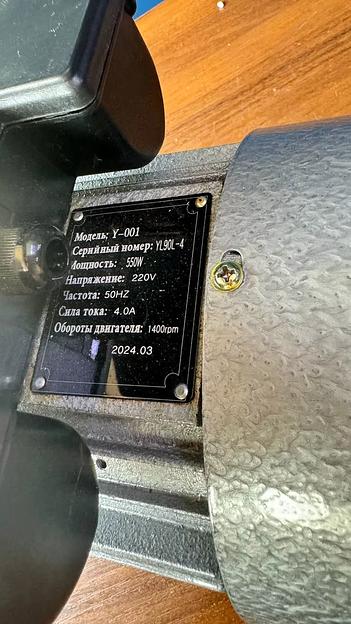 Модель: Y-001
Серийный номер: YL90L-4
Мощность: 550W
Напряжение: 220V
Частота: 50HZ
Сила тока: 4.0A
Обороты двигателя: 1400rpm
2024.03